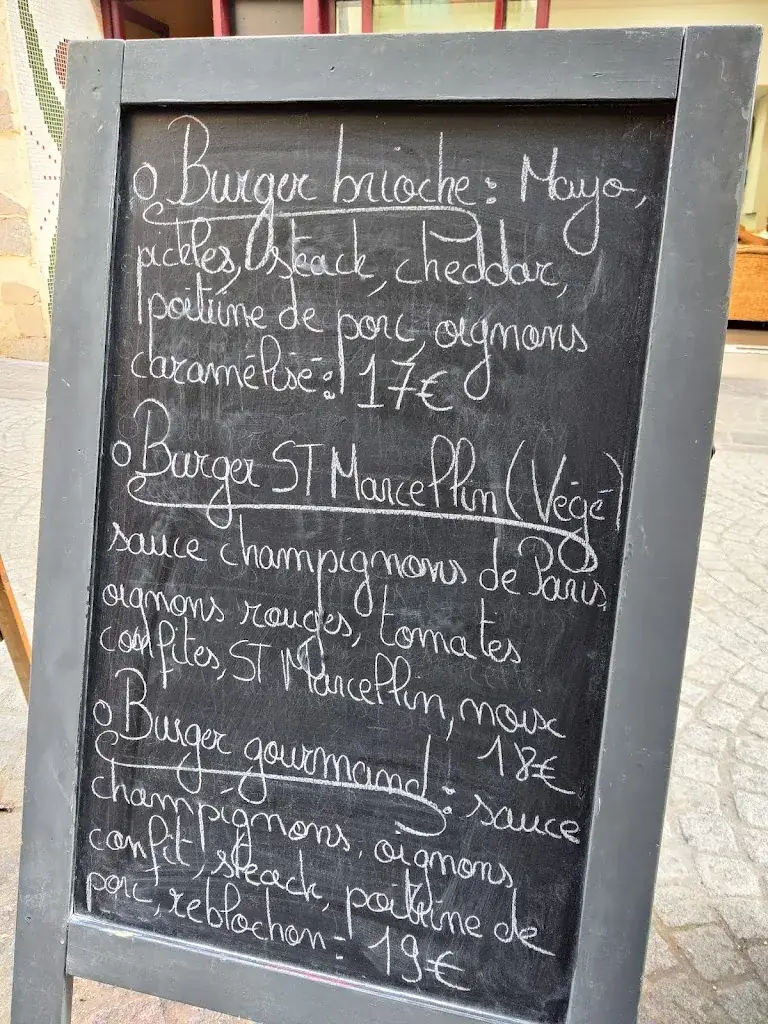 o Burger brioche : Mayo,
pickles, steack, cheddar,
poitrine de porc, oignons
caramélisé : 17€
o Burger ST Marcellin (Végé)
sauce champignons de Paris,
oignons rouges, tomates
confites, ST Marcellin, noix
18€
o Burger gourmand : sauce
champignons, oignons
confit, steack, poitrine de
porc, reblochon : 19€